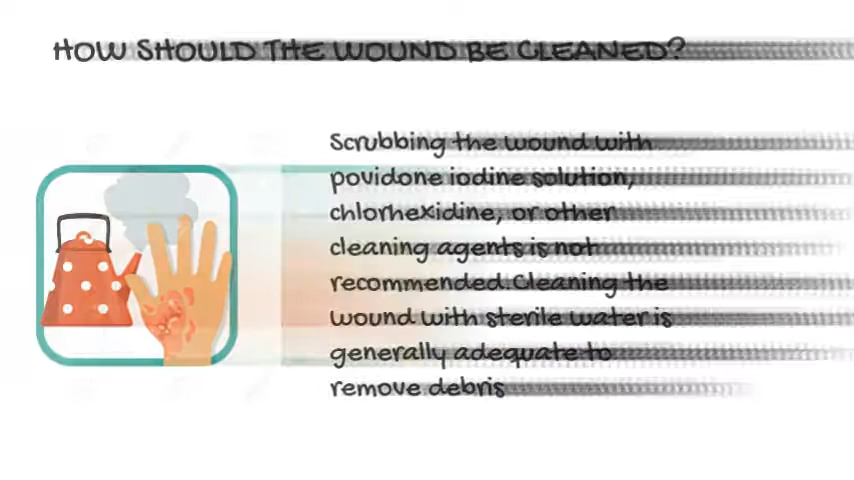 HOW SHOULD THE WOUND BE CLEANED?
Scrubbing the wound with
povidone iodine solution,
chlorhexidine, or other
cleaning agents is not
recommended.Cleaning the
wound with sterile water is
generally adequate to
remove debris